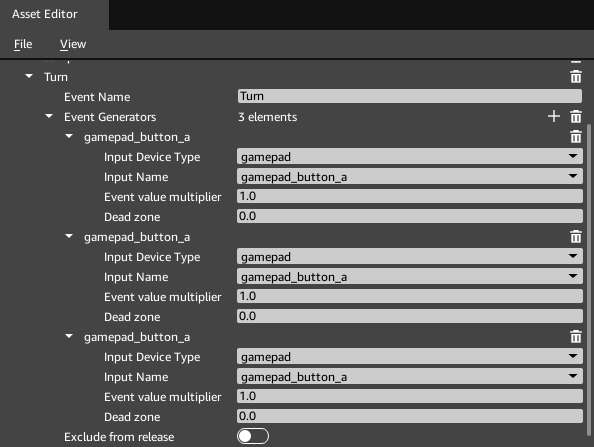 Asset Editor
File View
Turn
Event Name Turn
Event Generators 3 elements
gamepad_button_a
Input Device Type gamepad
Input Name gamepad_button_a
Event value multiplier 1.0
Dead zone 0.0
gamepad_button_a
Input Device Type gamepad
Input Name gamepad_button_a
Event value multiplier 1.0
Dead zone 0.0
gamepad_button_a
Input Device Type gamepad
Input Name gamepad_button_a
Event value multiplier 1.0
Dead zone 0.0
Exclude from release